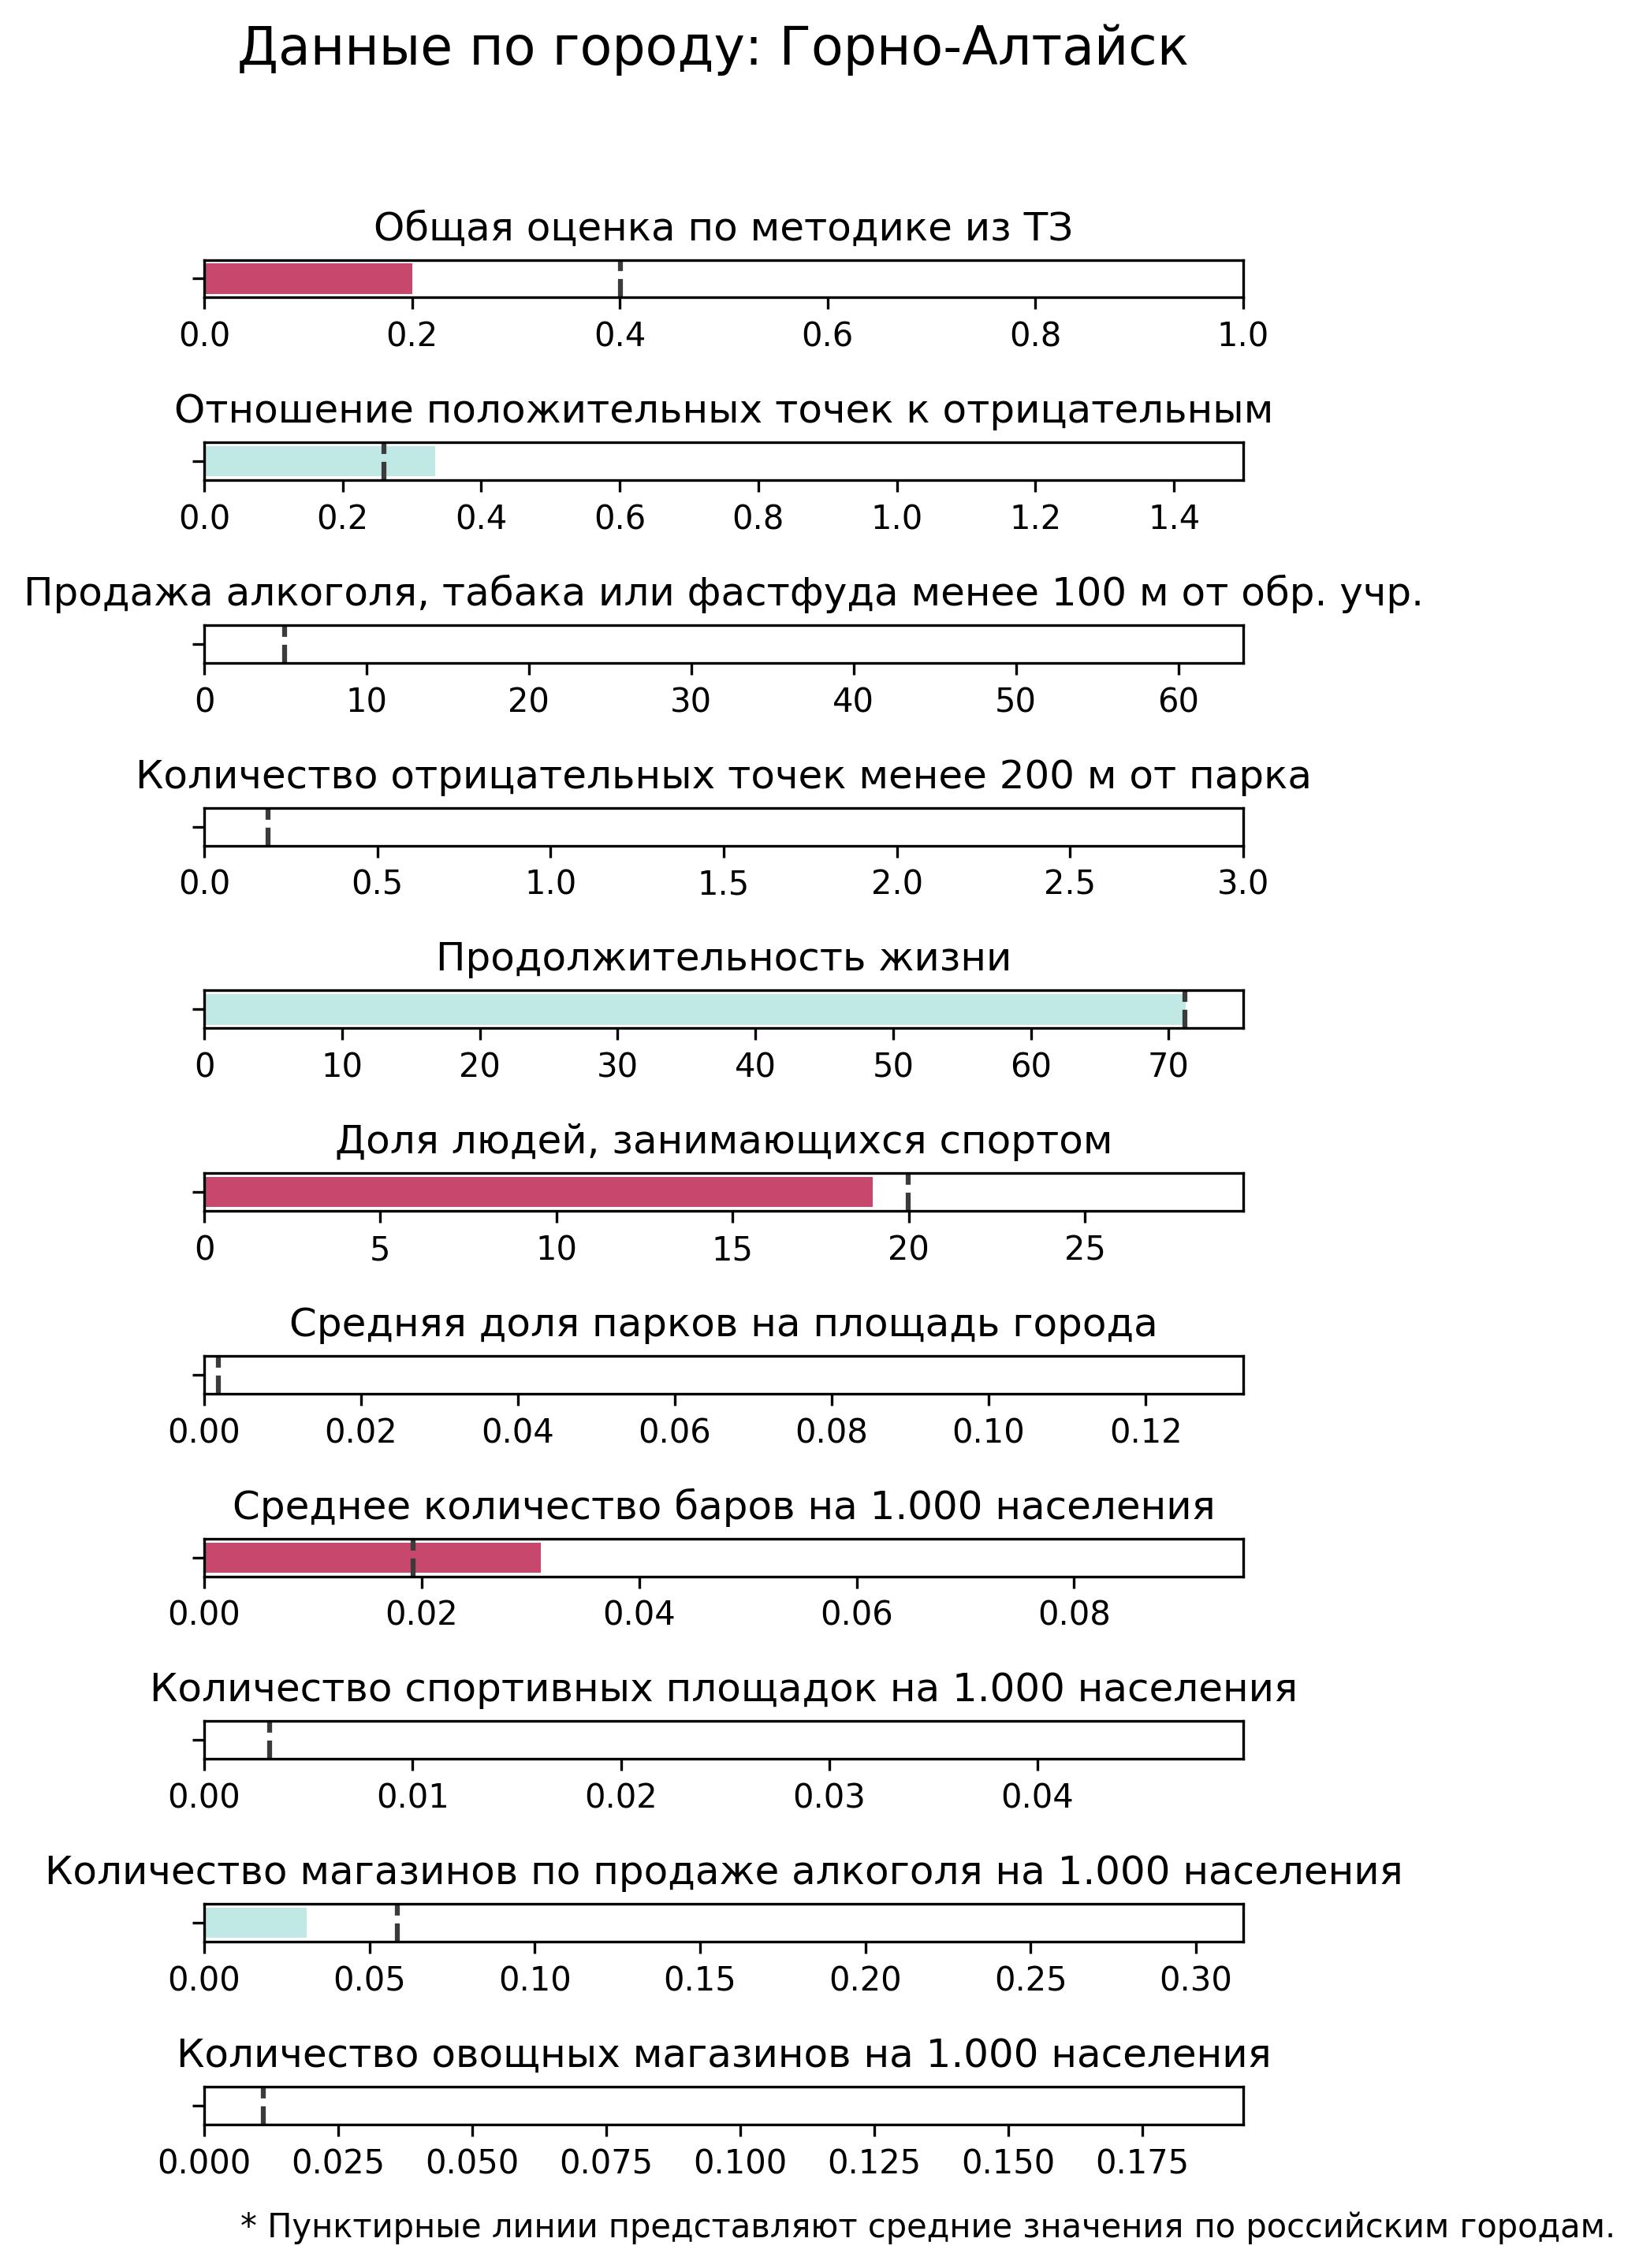 Данные по городу: Горно-Алтайск
Общая оценка по методике из ТЗ
0.0 0.2 0.4 0.6 0.8 1.0
Отношение положительных точек к отрицательным
0.0 0.2 0.4 0.6 0.8 1.0 1.2 1.4
Продажа алкоголя, табака или фастфуда менее 100 м от обр. учр.
0 10 20 30 40 50 60
Количество отрицательных точек менее 200 м от парка
0.0 0.5 1.0 1.5 2.0 2.5 3.0
Продолжительность жизни
0 10 20 30 40 50 60 70
Доля людей, занимающихся спортом
0 5 10 15 20 25
Средняя доля парков на площадь города
0.00 0.02 0.04 0.06 0.08 0.10 0.12
Среднее количество баров на 1.000 населения
0.00 0.02 0.04 0.06 0.08
Количество спортивных площадок на 1.000 населения
0.00 0.01 0.02 0.03 0.04
Количество магазинов по продаже алкоголя на 1.000 населения
0.00 0.05 0.10 0.15 0.20 0.25 0.30
Количество овощных магазинов на 1.000 населения
0.000 0.025 0.050 0.075 0.100 0.125 0.150 0.175
* Пунктирные линии представляют средние значения по российским городам.